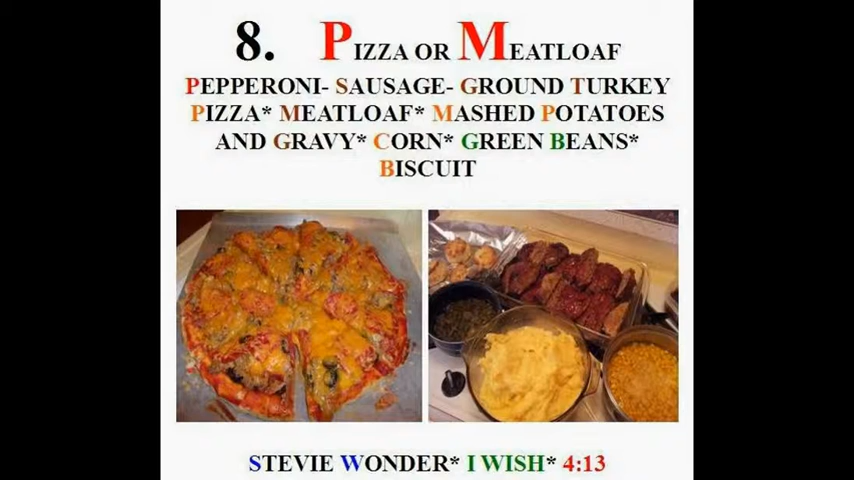 8. PIZZA OR MEATLOAF
PEPPERONI- SAUSAGE- GROUND TURKEY
PIZZA* MEATLOAF* MASHED POTATOES
AND GRAVY* CORN* GREEN BEANS*
BISCUIT
STEVIE WONDER* I WISH* 4:13